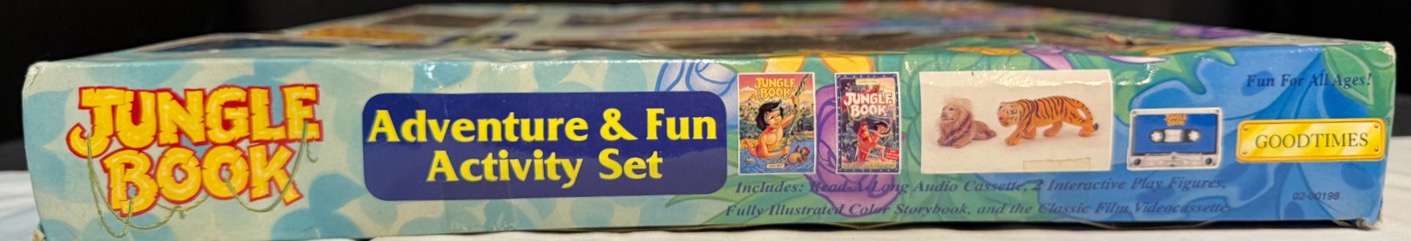 JUNGLE
BOOK
Adventure & Fun
Activity Set
JUNGLE
BOOK
JUNGLE
BOOK
Fun For All Ages!
GOODTIMES
Includes: Read-A-Long Audio Cassette, 2 Interactive Play Figures,
Fully Illustrated Color Storybook, and the Classic Film Videocassette.
02-00198